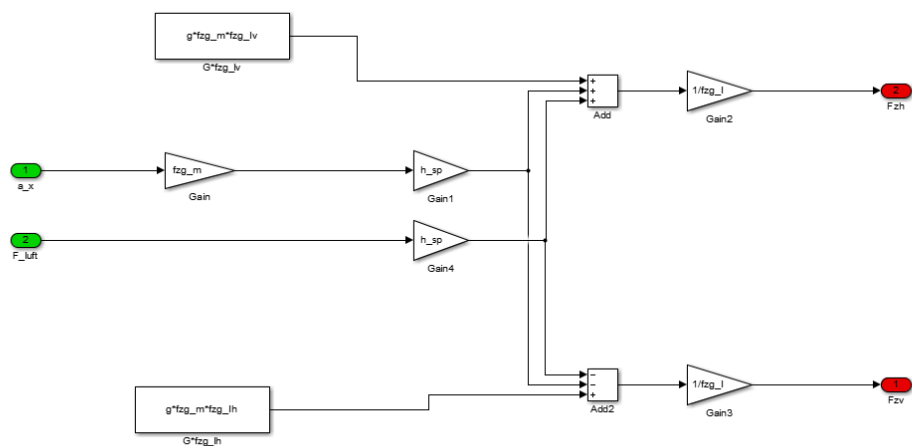 g*fzg_m*fzg_lv
G*fzg_lv
+
+
+
Add
1/fzg_l
Gain2
2
Fzh
1
a_x
fzg_m
Gain
h_sp
Gain1
2
F_luft
h_sp
Gain4
g*fzg_m*fzg_lh
G*fzg_lh
−
−
+
Add2
1/fzg_l
Gain3
1
Fzv